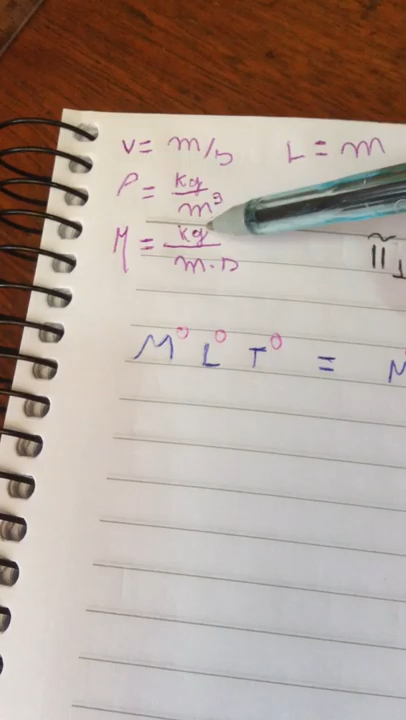 V = m/s L = m
ρ = kg/m³
μ = kg/m.s
M⁰ L⁰ T⁰ =